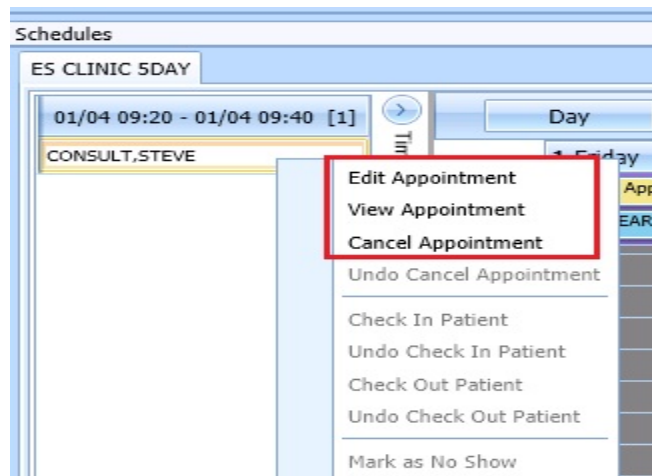 Schedules
ES CLINIC 5DAY
01/04 09:20 - 01/04 09:40 [1]
Day
CONSULT,STEVE
Edit Appointment
View Appointment
Cancel Appointment
Undo Cancel Appointment
Check In Patient
Undo Check In Patient
Check Out Patient
Undo Check Out Patient
Mark as No Show